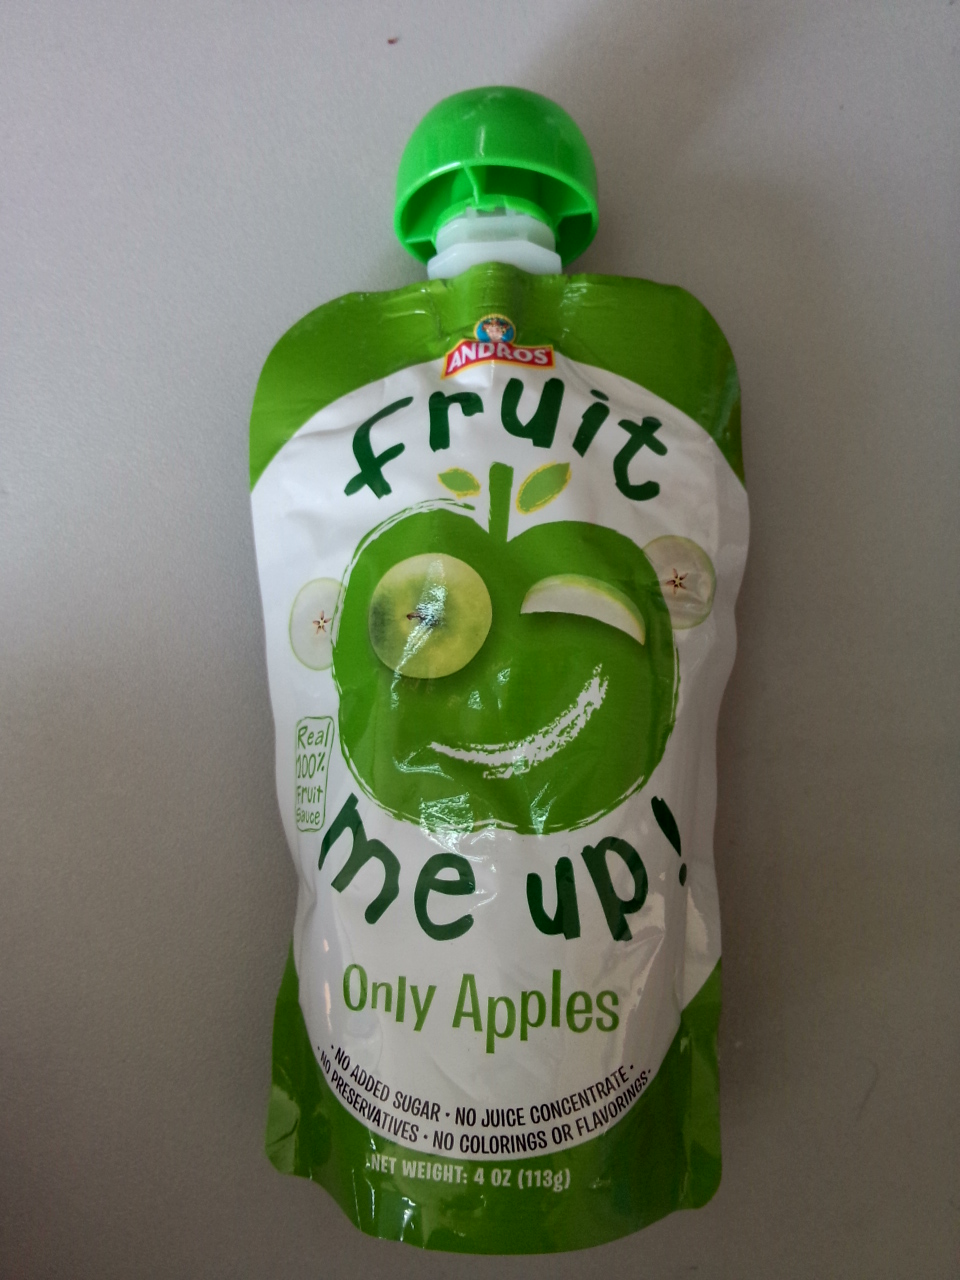 ANDROS
fruit
Real
100%
Fruit
Sauce
me up!
Only Apples
· NO ADDED SUGAR · NO JUICE CONCENTRATE ·
· NO PRESERVATIVES · NO COLORINGS OR FLAVORINGS·
NET WEIGHT: 4 OZ (113g)